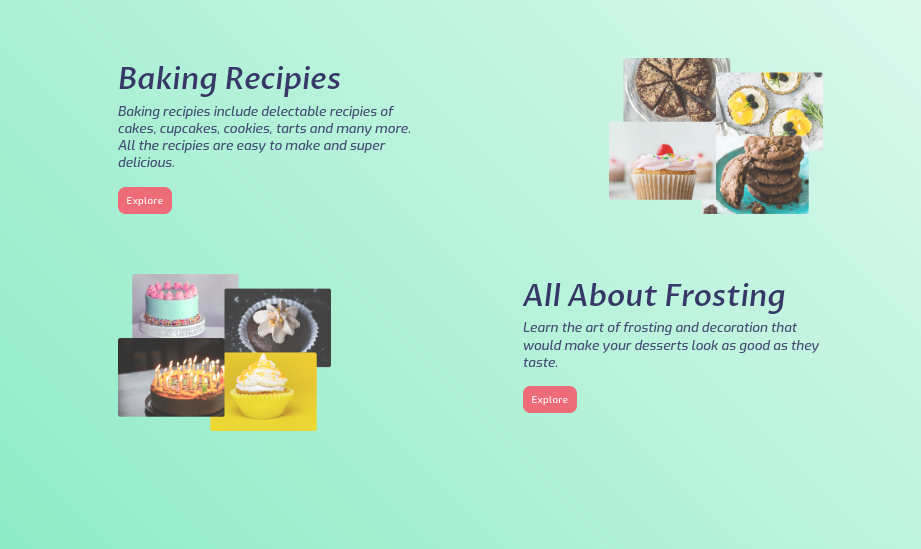 Baking Recipies
Baking recipies include delectable recipies of
cakes, cupcakes, cookies, tarts and many more.
All the recipies are easy to make and super
delicious.
Explore
All About Frosting
Learn the art of frosting and decoration that
would make your desserts look as good as they
taste.
Explore